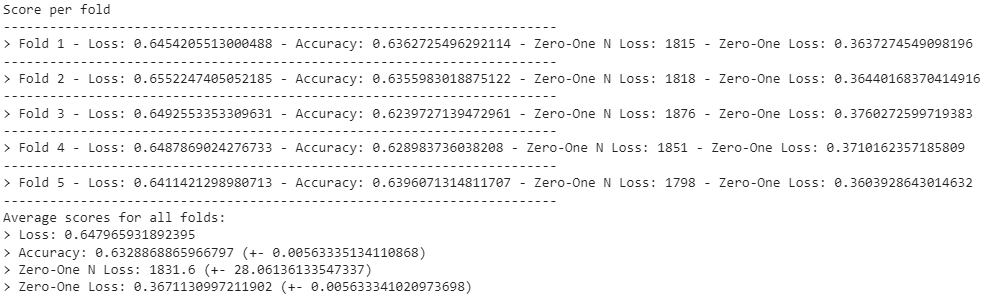 Score per fold
------------------------------------------------------------------------
> Fold 1 - Loss: 0.6454205513000488 - Accuracy: 0.6362725496292114 - Zero-One N Loss: 1815 - Zero-One Loss: 0.3637274549098196
------------------------------------------------------------------------
> Fold 2 - Loss: 0.6552247405052185 - Accuracy: 0.6355983018875122 - Zero-One N Loss: 1818 - Zero-One Loss: 0.36440168370414916
------------------------------------------------------------------------
> Fold 3 - Loss: 0.6492553353309631 - Accuracy: 0.6239727139472961 - Zero-One N Loss: 1876 - Zero-One Loss: 0.3760272599719383
------------------------------------------------------------------------
> Fold 4 - Loss: 0.6487869024276733 - Accuracy: 0.628983736038208 - Zero-One N Loss: 1851 - Zero-One Loss: 0.3710162357185809
------------------------------------------------------------------------
> Fold 5 - Loss: 0.6411421298980713 - Accuracy: 0.6396071314811707 - Zero-One N Loss: 1798 - Zero-One Loss: 0.3603928643014632
------------------------------------------------------------------------
Average scores for all folds:
> Loss: 0.647965931892395
> Accuracy: 0.6328868865966797 (+- 0.00563335134110868)
> Zero-One N Loss: 1831.6 (+- 28.06136133547337)
> Zero-One Loss: 0.3671130997211902 (+- 0.005633341020973698)